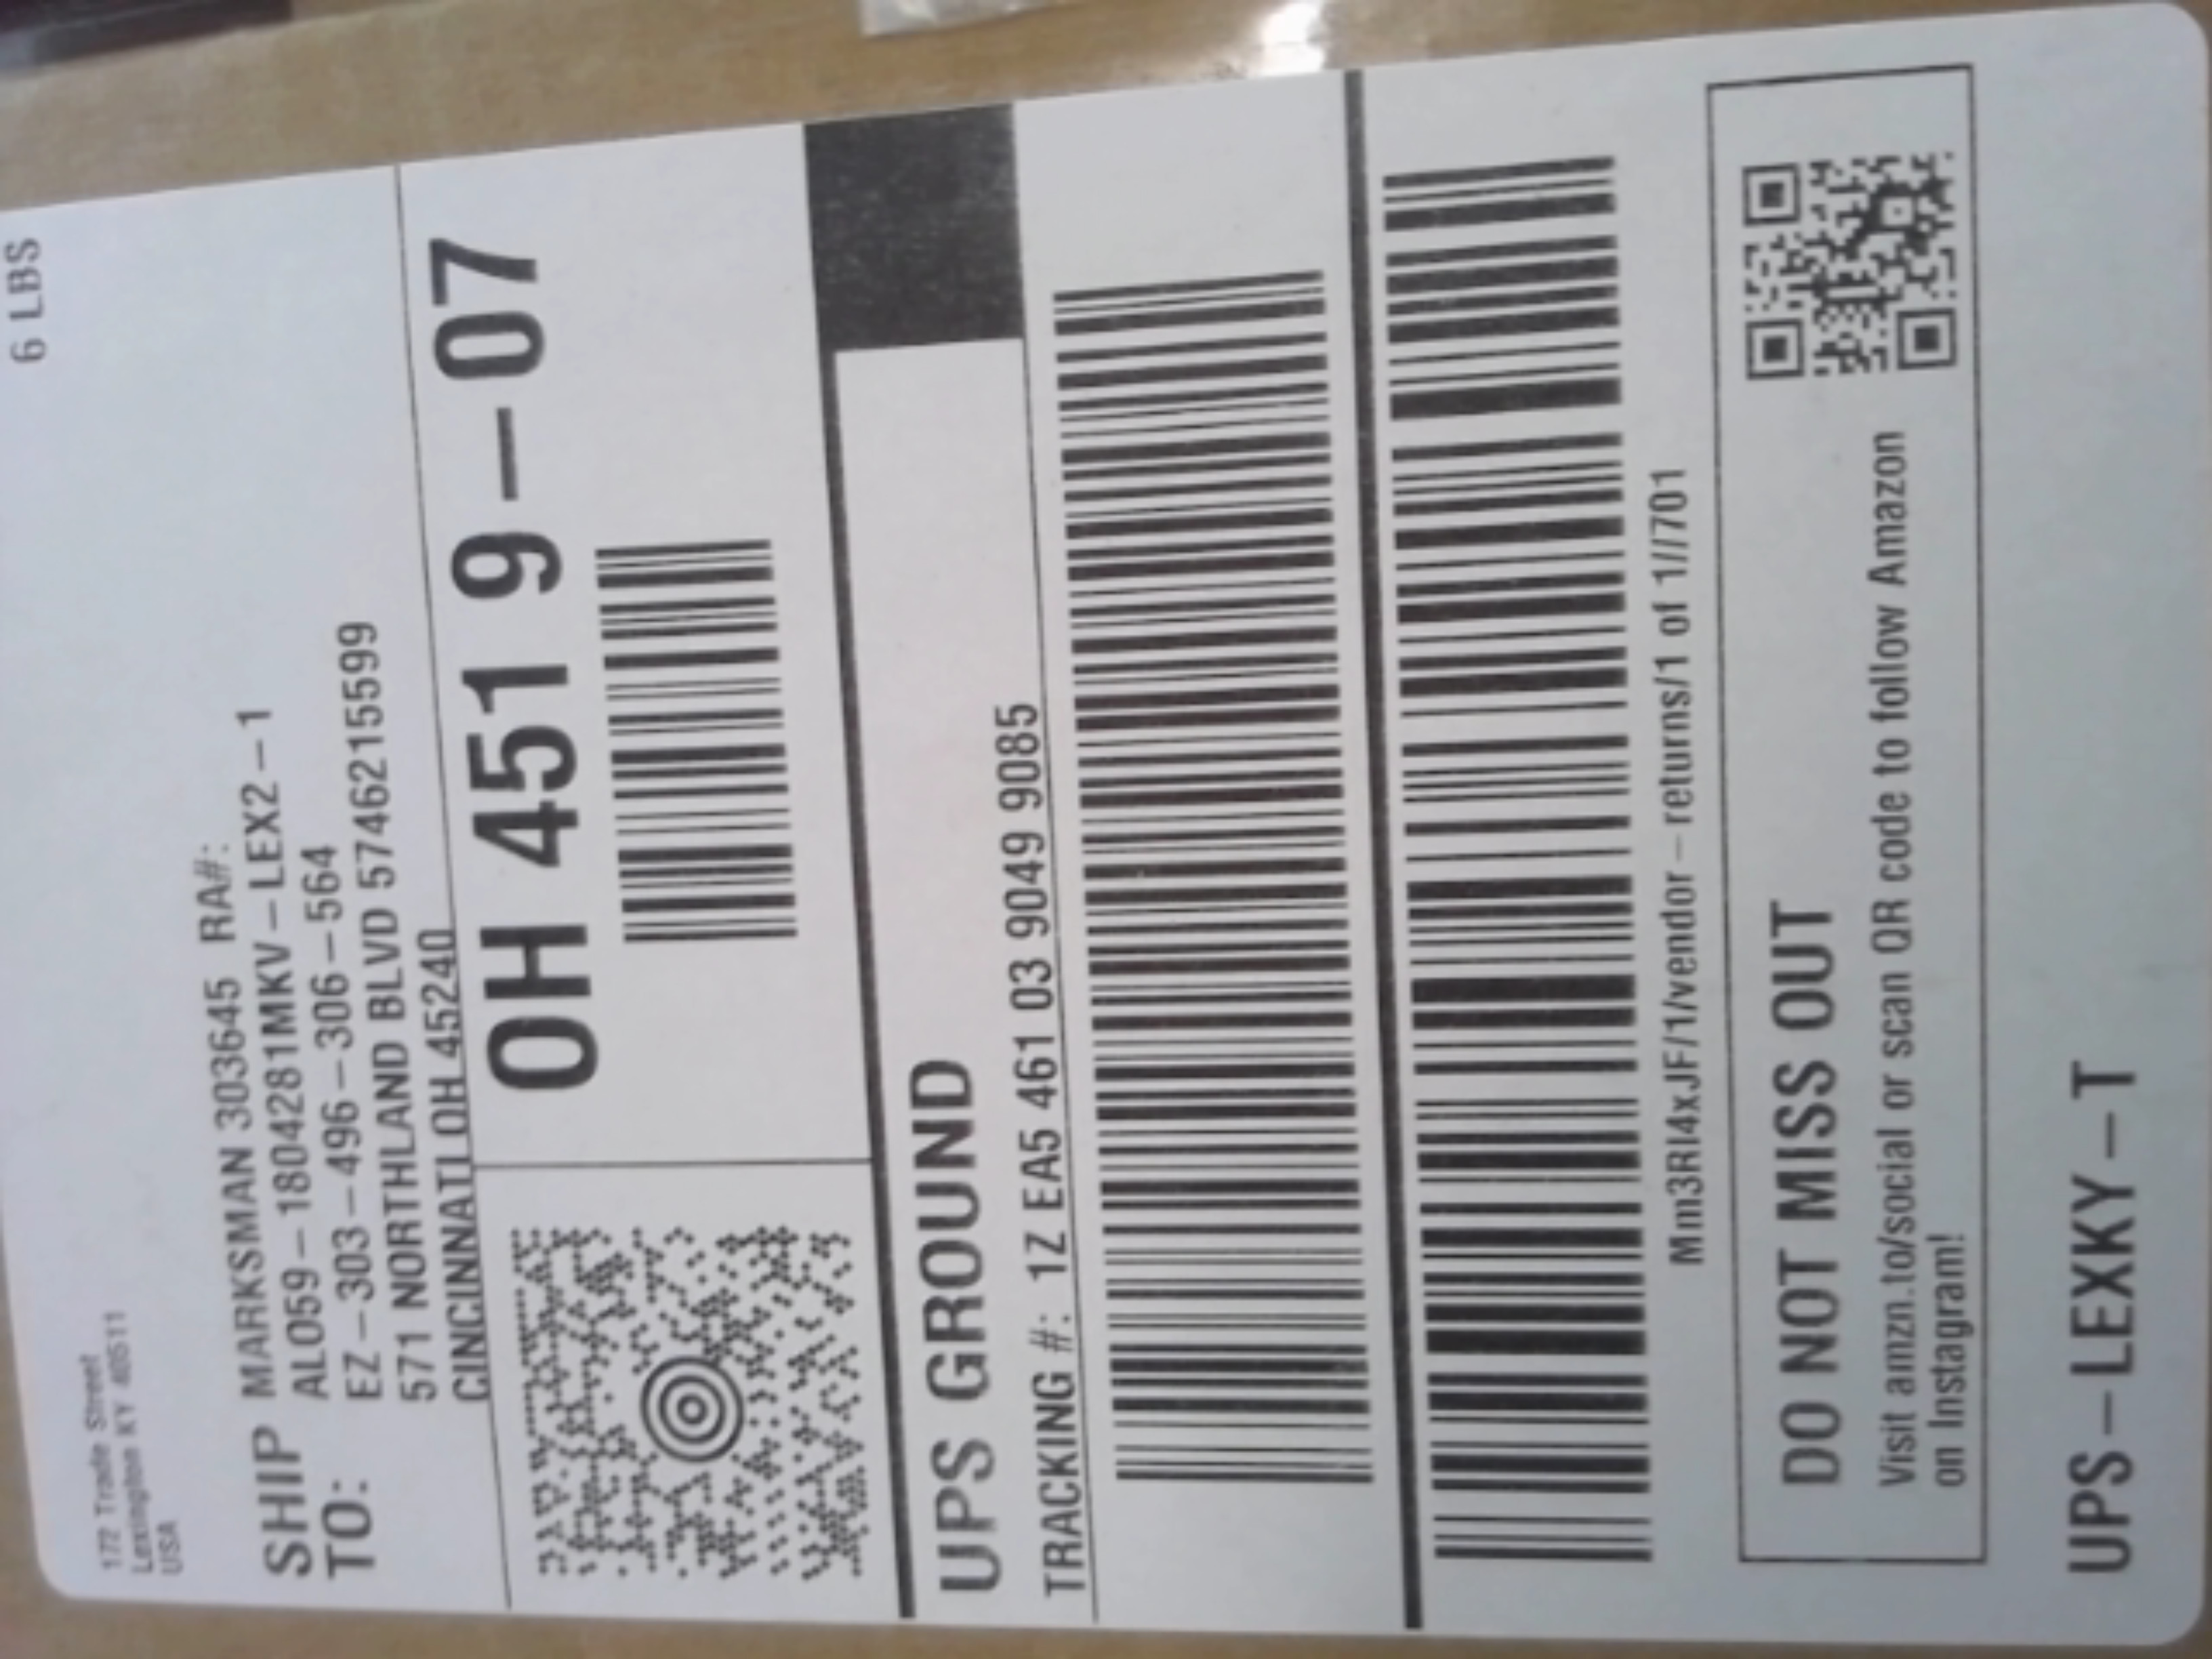 6 LBS
172 Trade Street
Lexington KY 40511
USA
SHIP TO:
MARKSMAN 303645 RA#:
AL059-1804281MKV-LEX2-1
EZ-303-496-306-564
571 NORTHLAND BLVD 5746215599
CINCINNATI OH 45240
OH 451 9-07
UPS GROUND
TRACKING #: 1Z EA5 461 03 9049 9085
Mm3RI4xJF/1/vendor-returns/1 of 1//701
DO NOT MISS OUT
Visit amzn.to/social or scan QR code to follow Amazon
on Instagram!
UPS-LEXKY-T